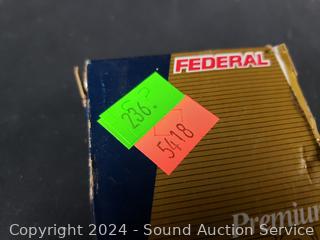 FEDERAL
236.
5418
Premium
Copyright 2024 - Sound Auction Service